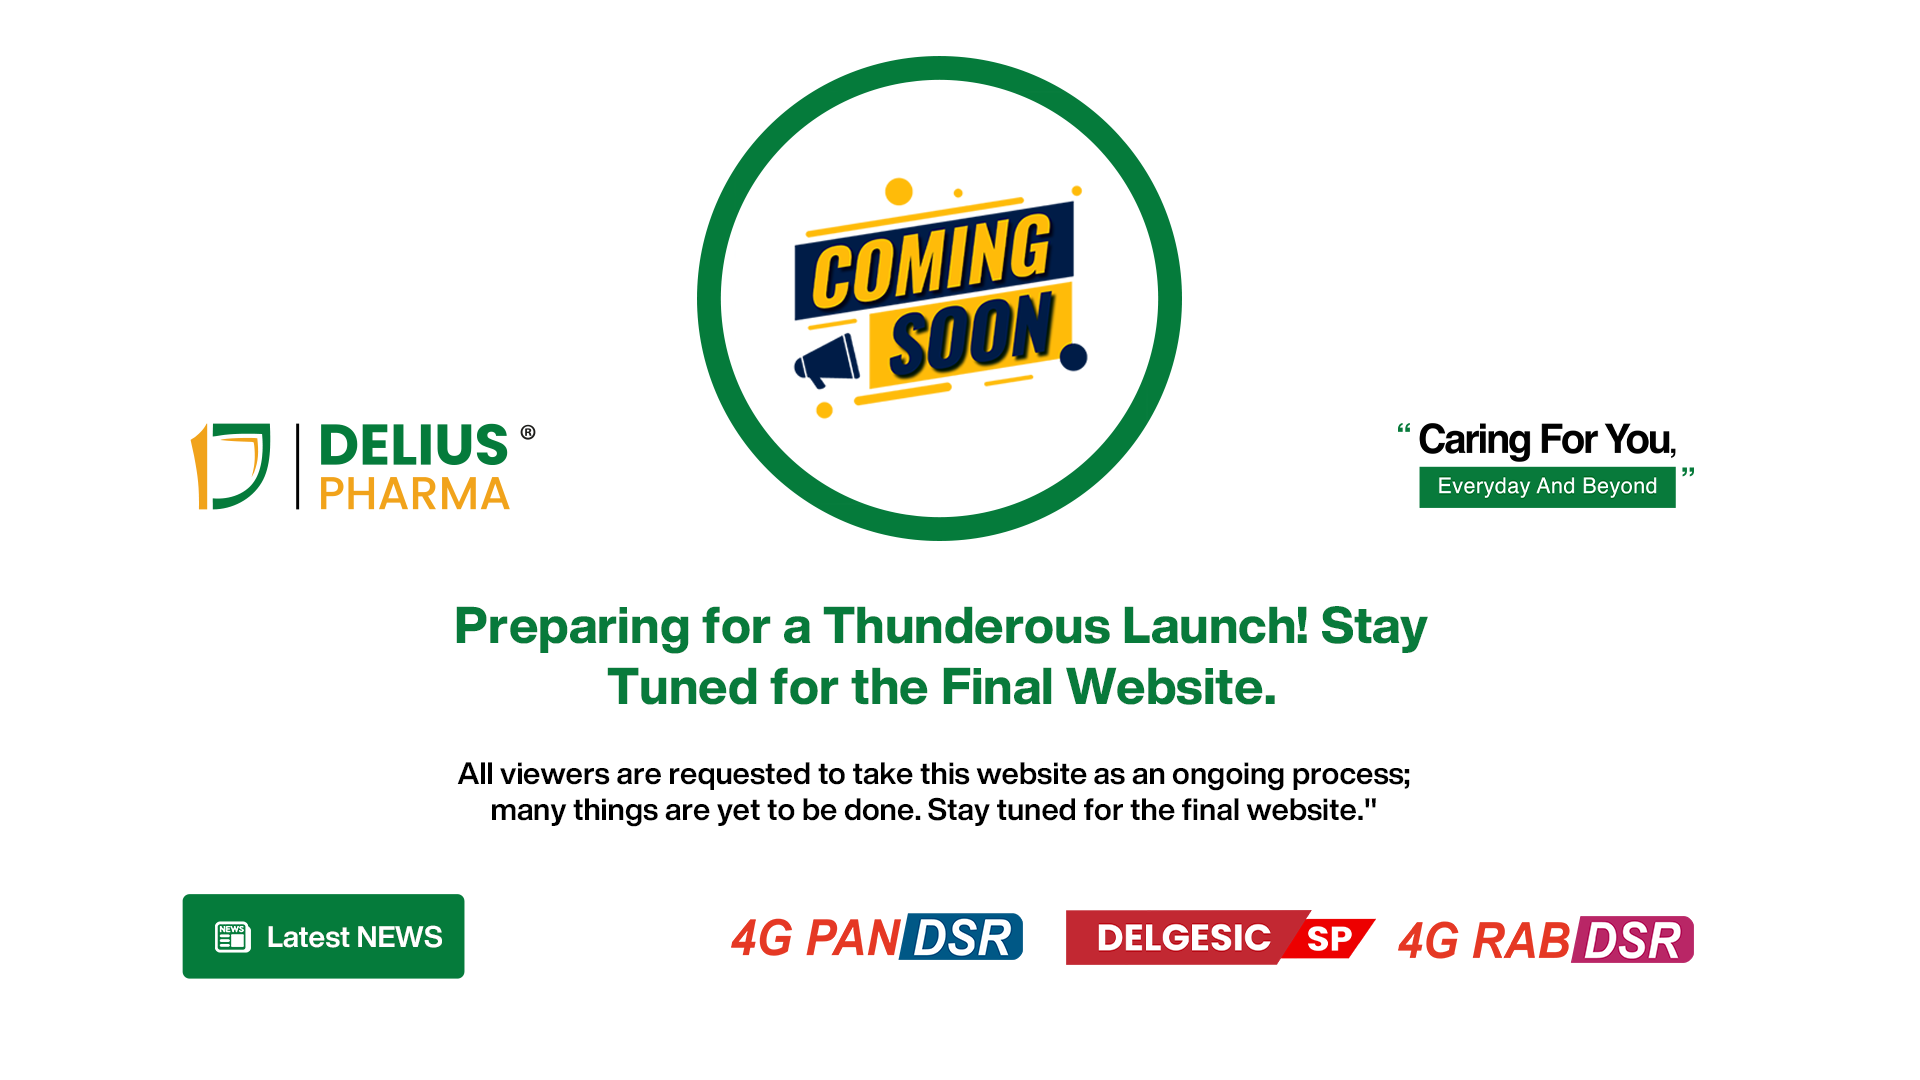 COMING
SOON
DELIUS ®
PHARMA
“ Caring For You,
Everyday And Beyond ”
Preparing for a Thunderous Launch! Stay
Tuned for the Final Website.
All viewers are requested to take this website as an ongoing process;
many things are yet to be done. Stay tuned for the final website."
NEWS Latest NEWS
4G PAN DSR
DELGESIC SP
4G RAB DSR